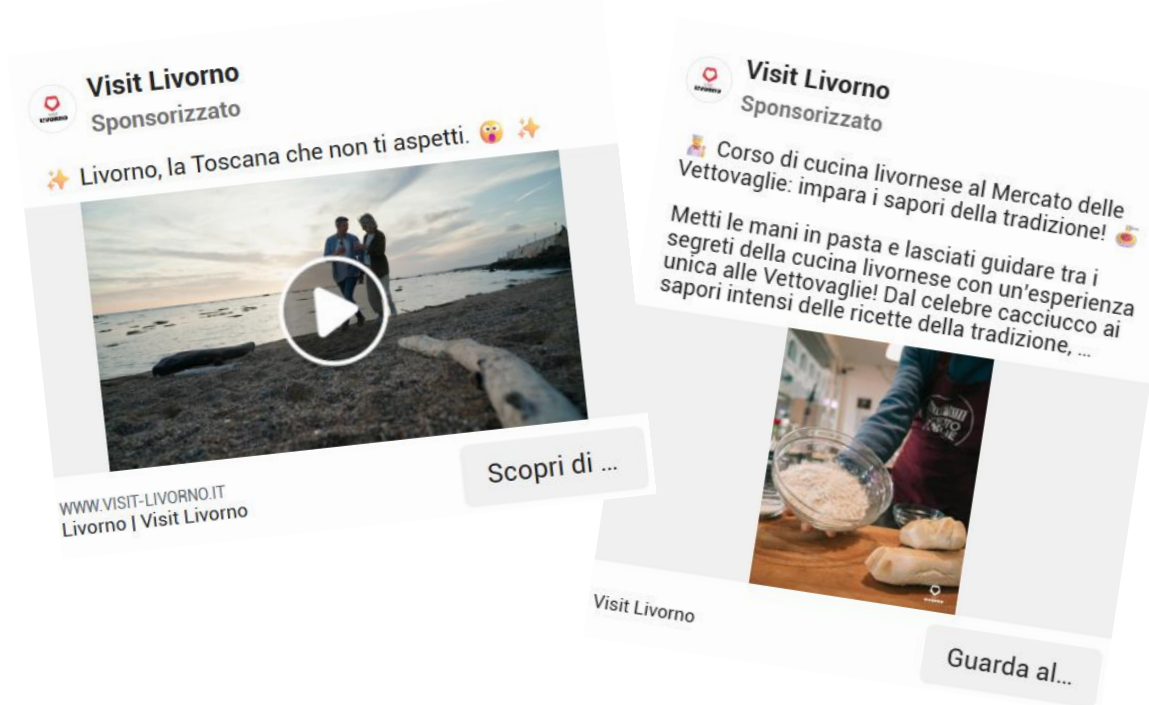 Visit Livorno
Sponsorizzato
✨ Livorno, la Toscana che non ti aspetti. 😱 ✨
WWW.VISIT-LIVORNO.IT
Livorno | Visit Livorno
Scopri di ...
Visit Livorno
Sponsorizzato
🧑‍🍳 Corso di cucina livornese al Mercato delle
Vettovaglie: impara i sapori della tradizione! 🍝
Metti le mani in pasta e lasciati guidare tra i
segreti della cucina livornese con un'esperienza
unica alle Vettovaglie! Dal celebre cacciucco ai
sapori intensi delle ricette della tradizione, ...
Visit Livorno
Guarda al...